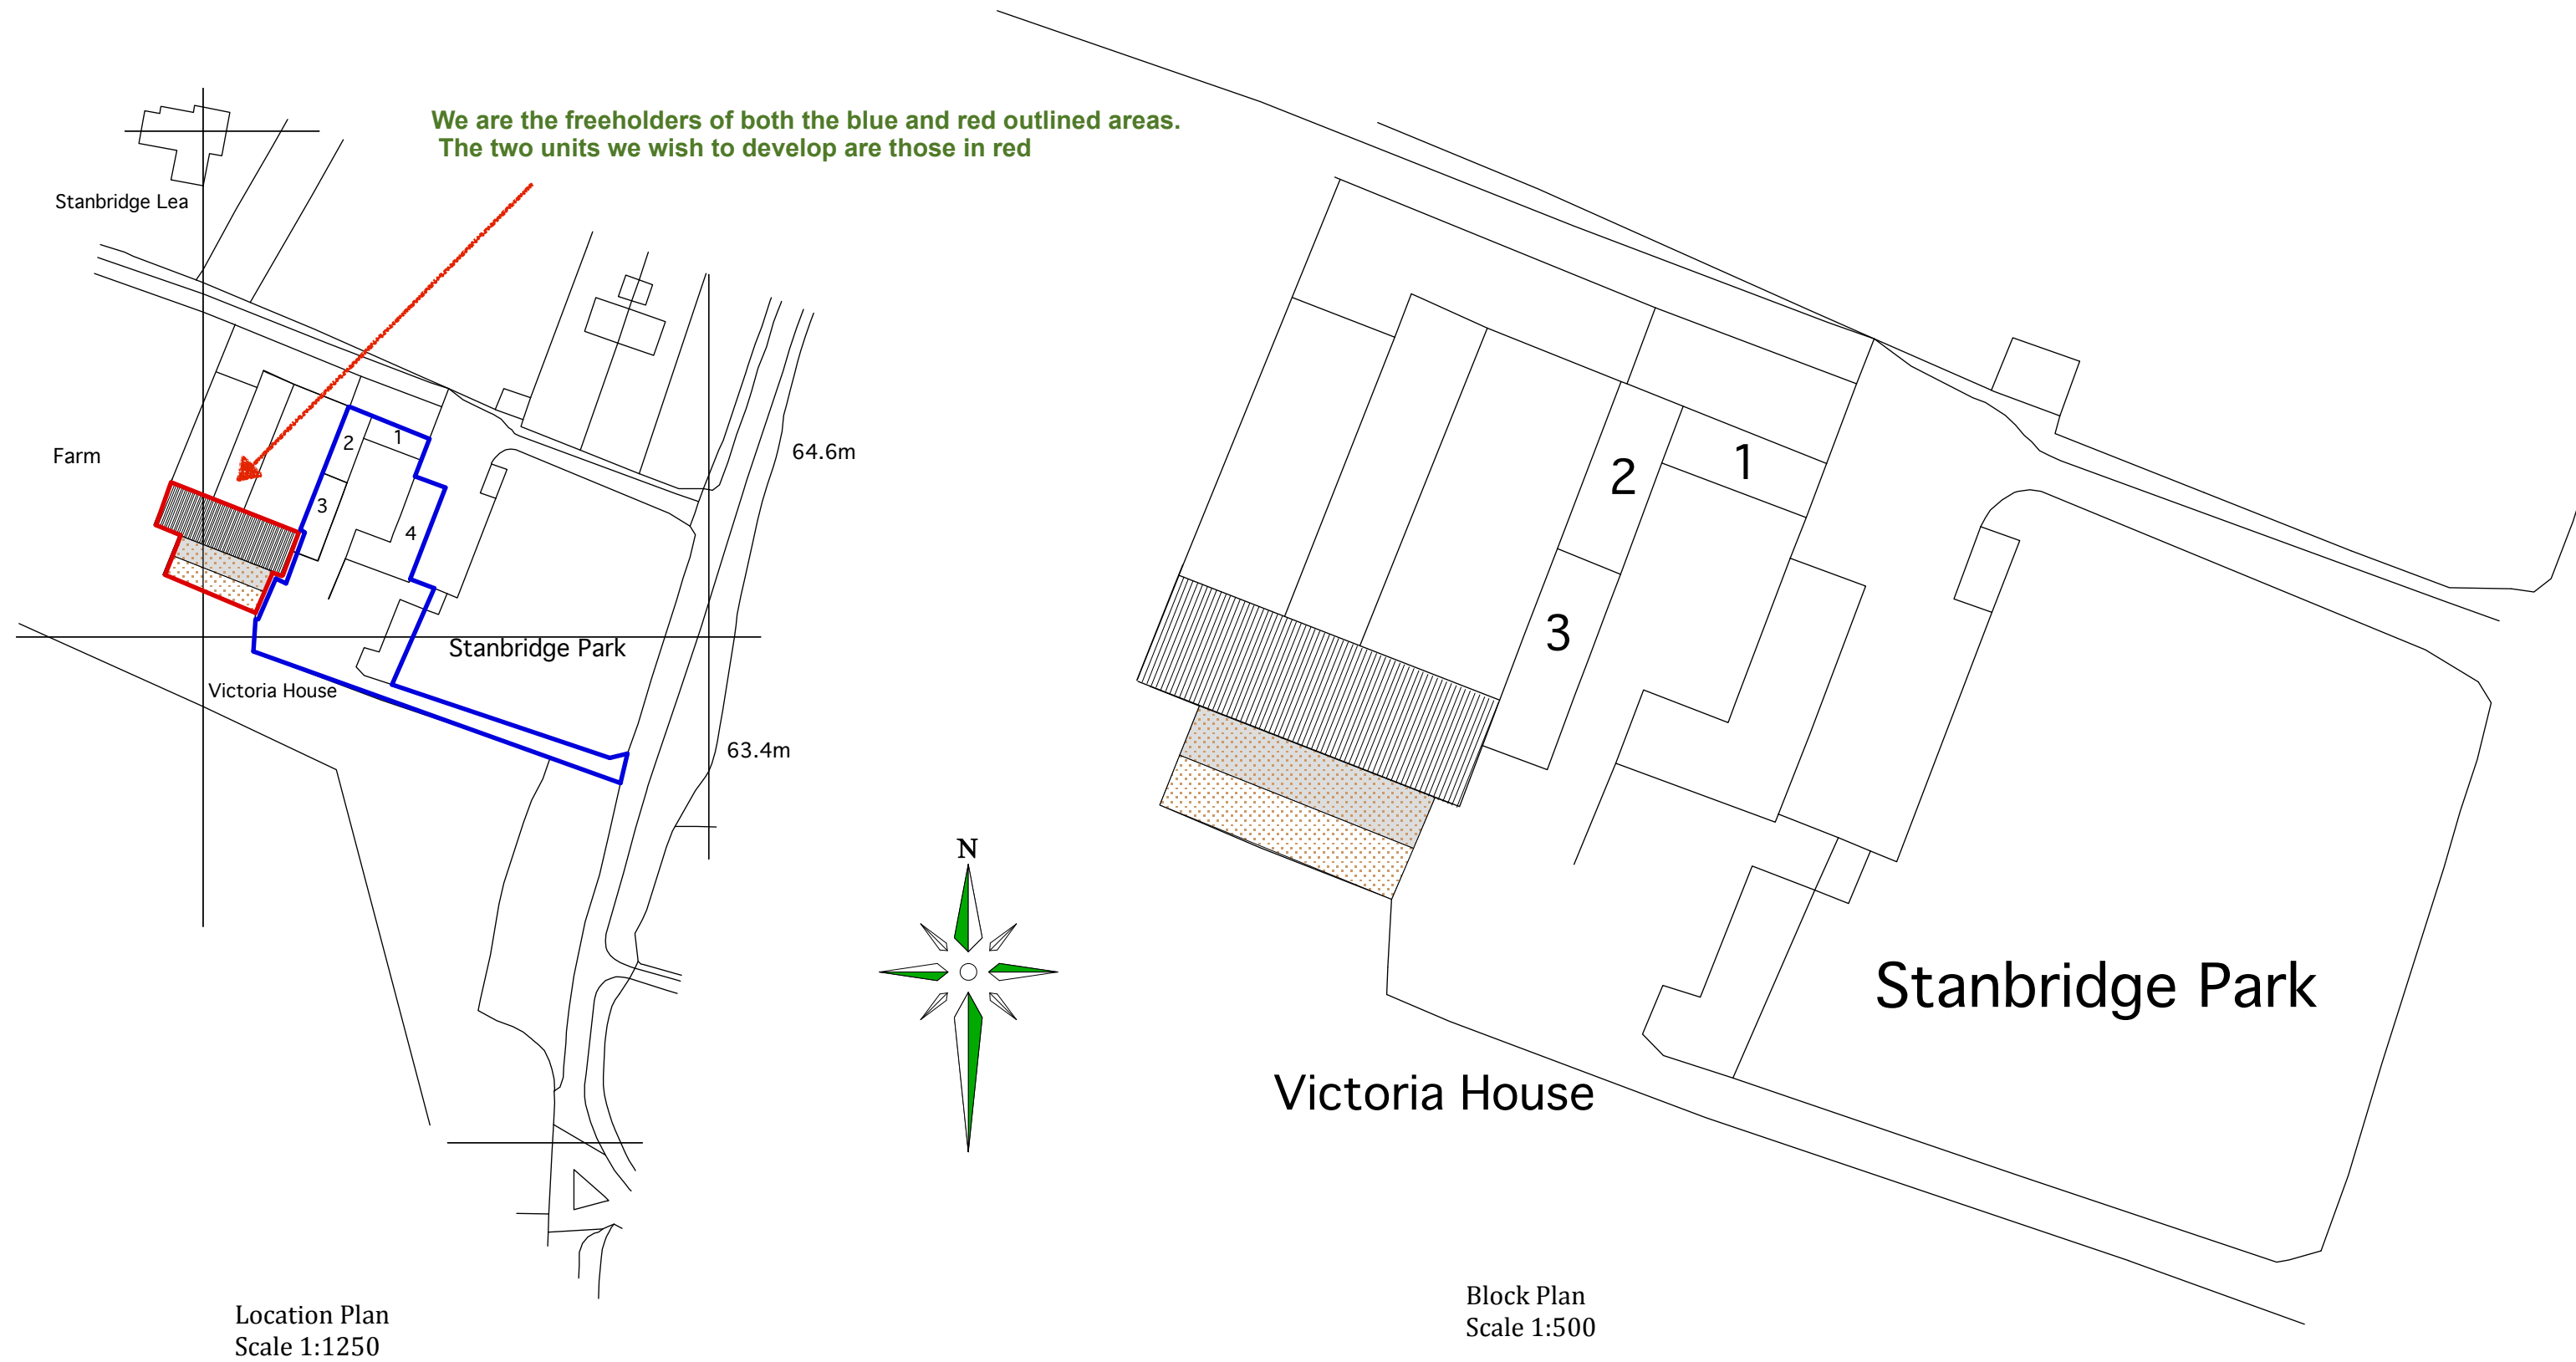 We are the freeholders of both the blue and red outlined areas.
The two units we wish to develop are those in red
Stanbridge Lea
Farm
2
1
3
4
64.6m
Stanbridge Park
Victoria House
63.4m
N
Location Plan
Scale 1:1250
2
1
3
Stanbridge Park
Victoria House
Block Plan
Scale 1:500